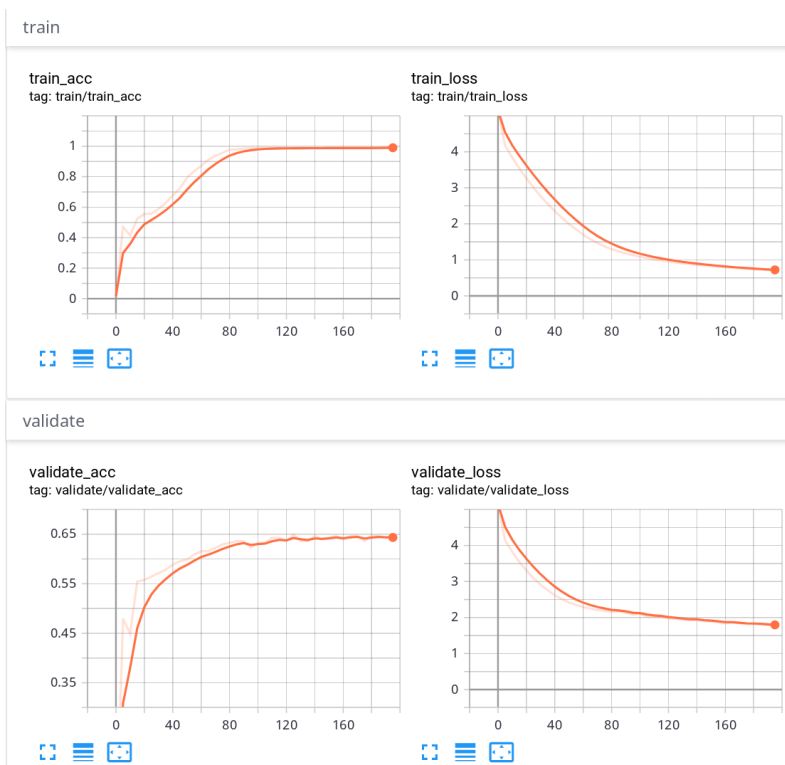 train
train_acc
tag: train/train_acc
1
0.8
0.6
0.4
0.2
0
0 40 80 120 160
train_loss
tag: train/train_loss
4
3
2
1
0
0 40 80 120 160
validate
validate_acc
tag: validate/validate_acc
0.65
0.55
0.45
0.35
0 40 80 120 160
validate_loss
tag: validate/validate_loss
4
3
2
1
0
0 40 80 120 160